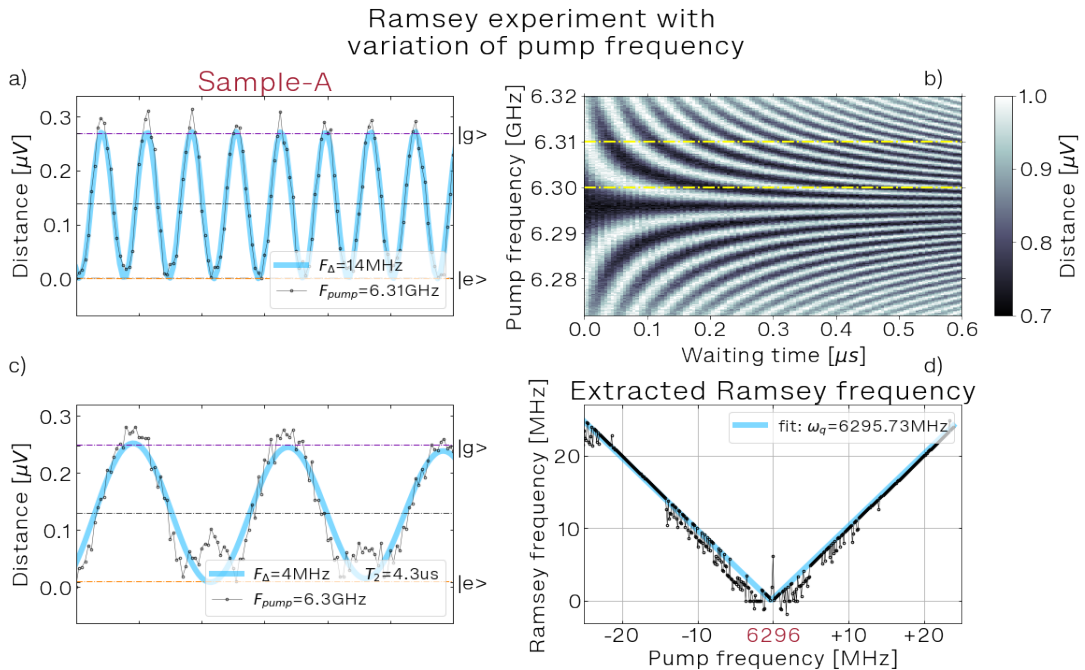 Ramsey experiment with
variation of pump frequency
a)
Sample-A
Distance [μV]
0.3
0.2
0.1
0.0
|g>
|e>
F_Δ=14MHz
F_pump=6.31GHz
b)
Pump frequency [GHz]
6.32
6.31
6.30
6.29
6.28
0.0 0.1 0.2 0.3 0.4 0.5 0.6
Waiting time [μs]
1.0
0.9
0.8
0.7
Distance [μV]
c)
Distance [μV]
0.3
0.2
0.1
0.0
|g>
|e>
F_Δ=4MHz T_2=4.3us
F_pump=6.3GHz
d)
Extracted Ramsey frequency
Ramsey frequency [MHz]
20
10
0
fit: ω_q=6295.73MHz
-20 -10 6296 +10 +20
Pump frequency [MHz]